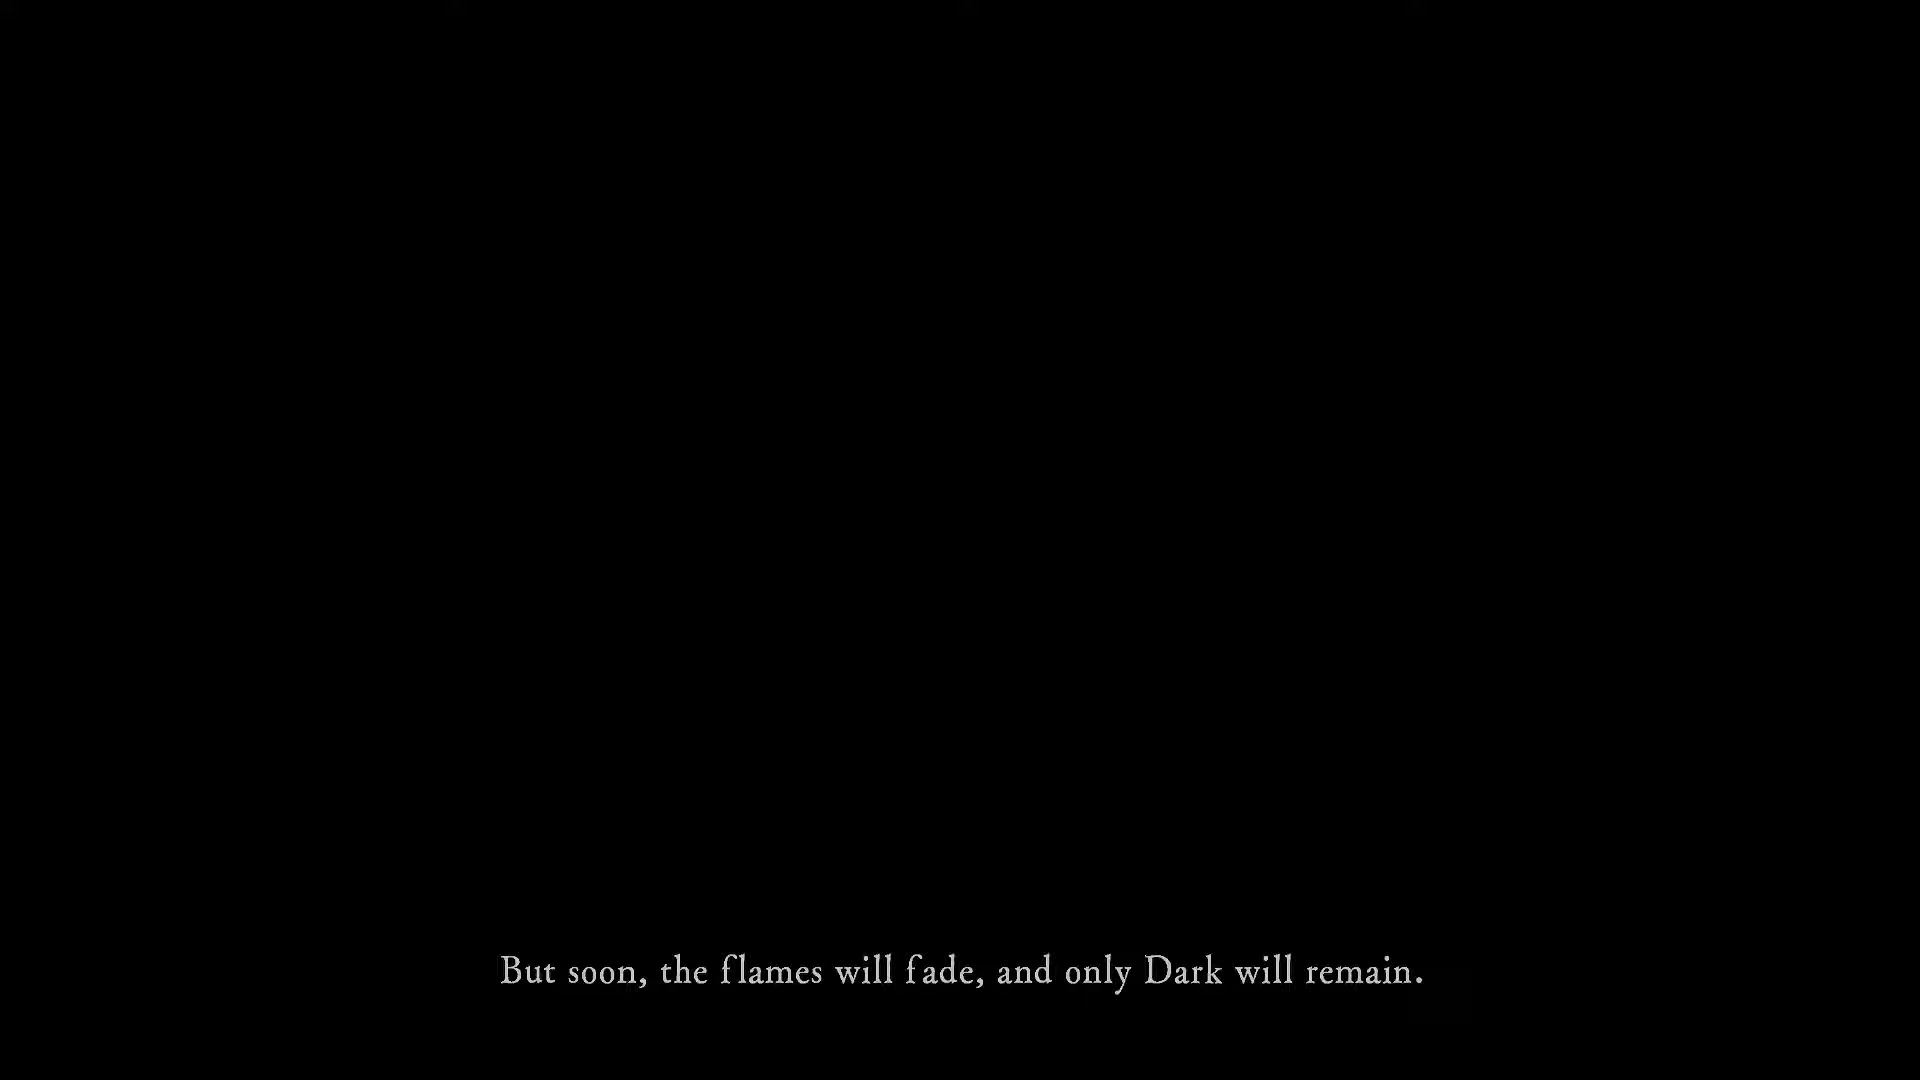 But soon, the flames will fade, and only Dark will remain.